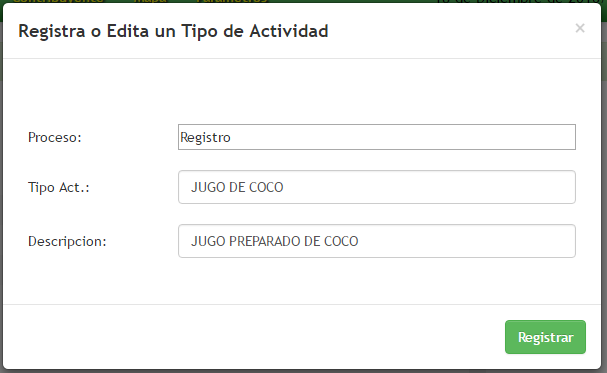 Registra o Edita un Tipo de Actividad
×
Proceso: Registro
Tipo Act.: JUGO DE COCO
Descripcion: JUGO PREPARADO DE COCO
Registrar